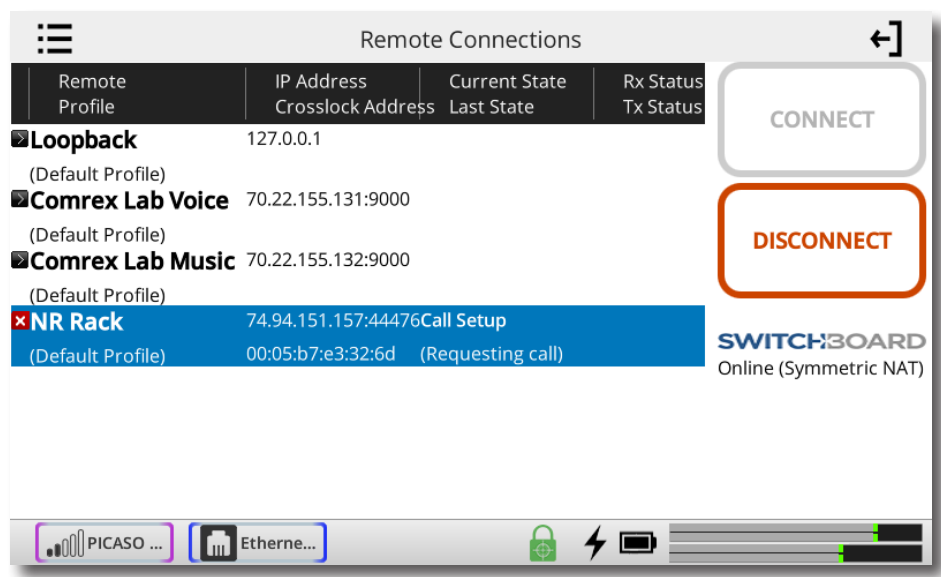 Remote Connections
Remote IP Address Current State Rx Status
Profile Crosslock Address Last State Tx Status
CONNECT
Loopback 127.0.0.1
(Default Profile)
Comrex Lab Voice 70.22.155.131:9000
(Default Profile)
DISCONNECT
Comrex Lab Music 70.22.155.132:9000
(Default Profile)
NR Rack 74.94.151.157:44476 Call Setup
(Default Profile) 00:05:b7:e3:32:6d (Requesting call)
SWITCHBOARD
Online (Symmetric NAT)
PICASO ... Etherne...